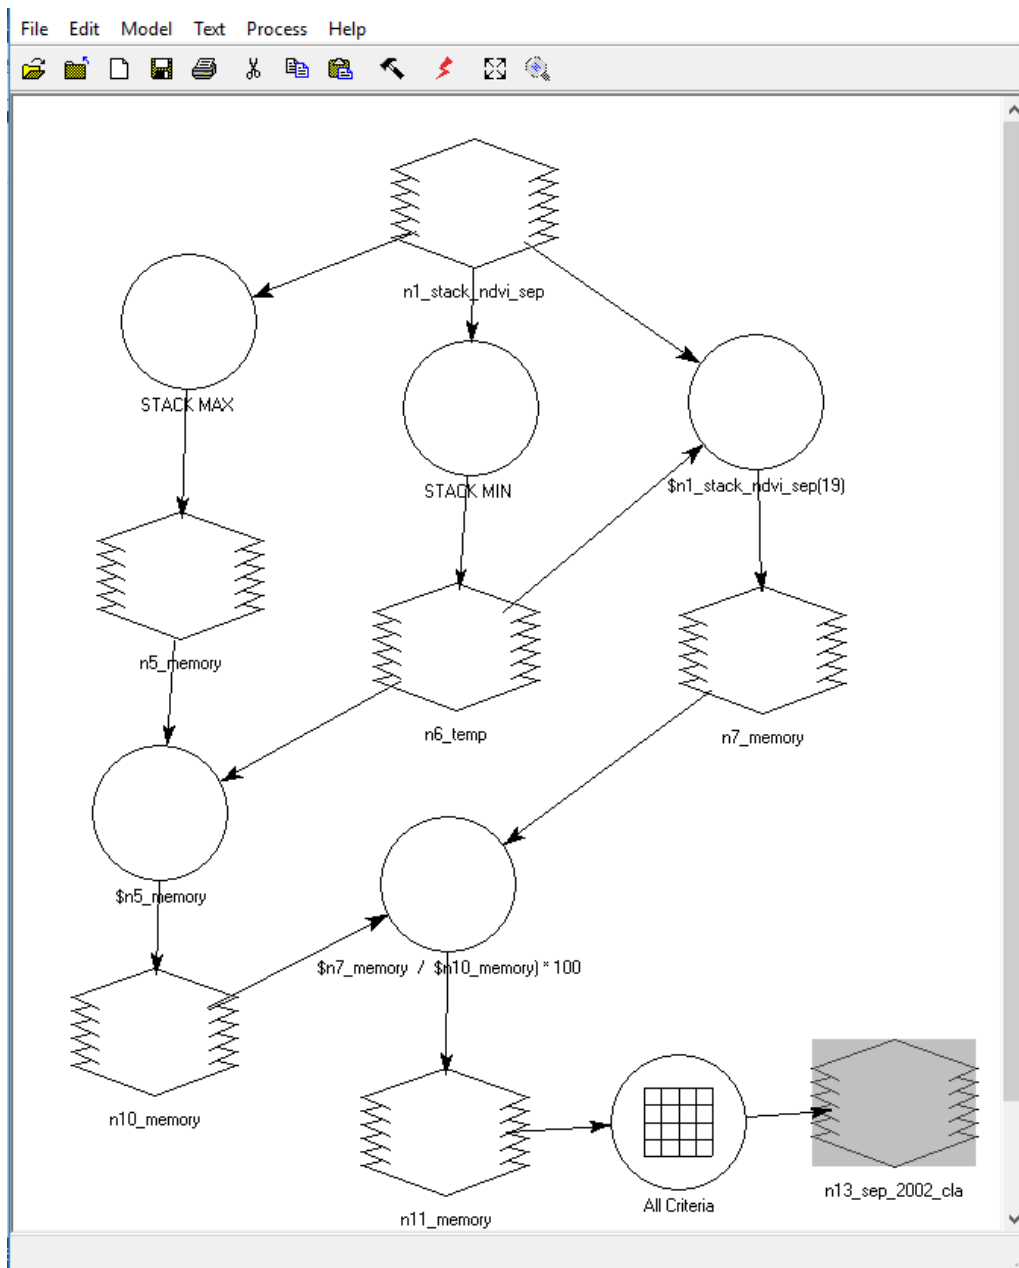 File Edit Model Text Process Help
n1_stack_ndvi_sep
STACK MAX
STACK MIN
$n1_stack_ndvi_sep(19)
n5_memory
n6_temp
n7_memory
$n5_memory
$n7_memory / $n10_memory) * 100
n10_memory
n11_memory
All Criteria
n13_sep_2002_cla